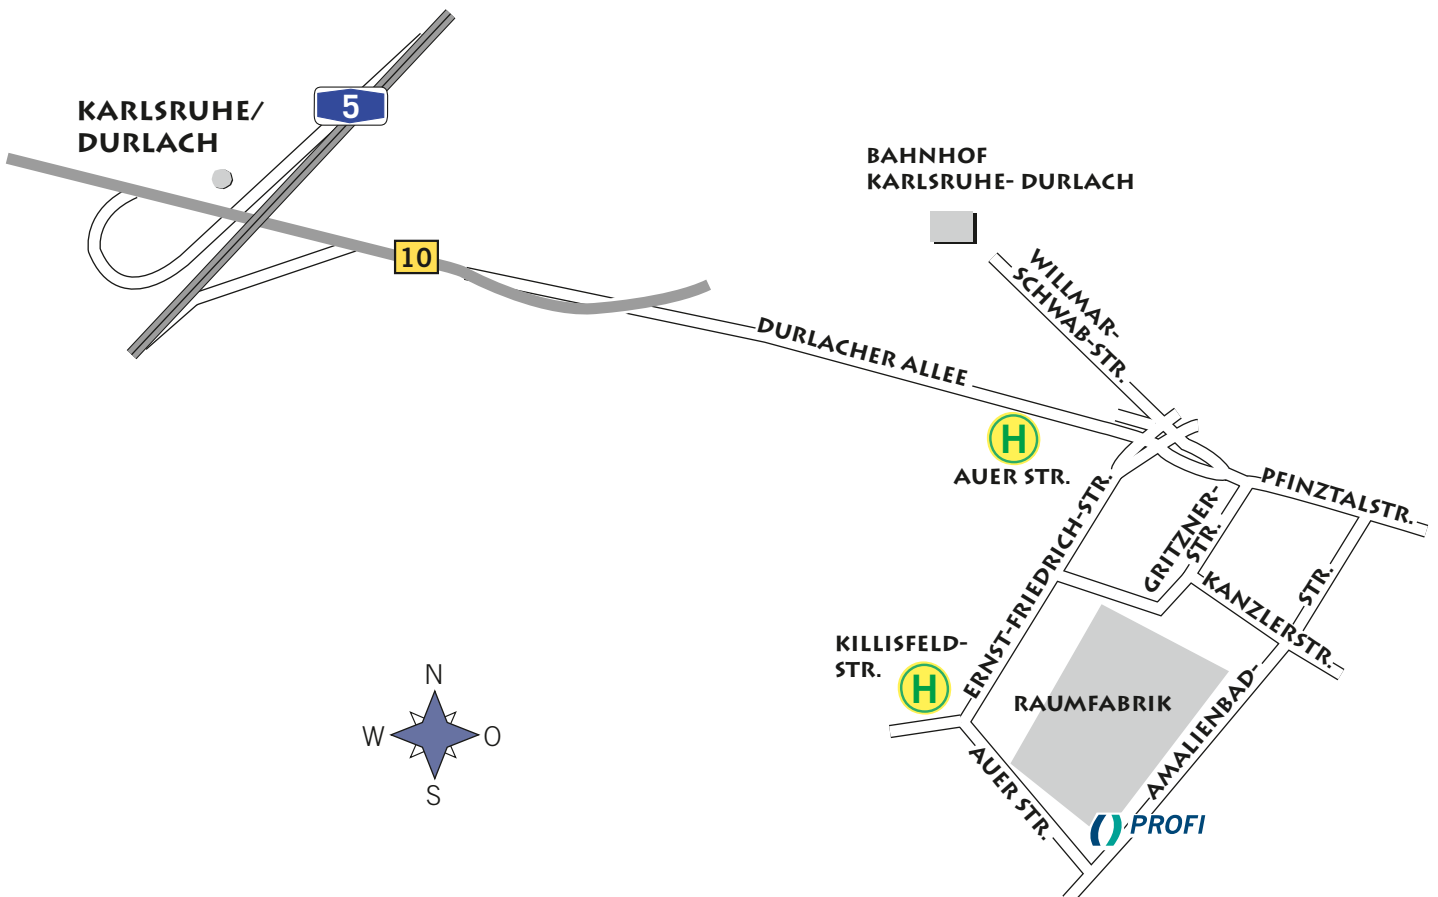 5
KARLSRUHE/
DURLACH
BAHNHOF
KARLSRUHE- DURLACH
10
WILLMAR-
SCHWAB-STR.
DURLACHER ALLEE
H
AUER STR.
PFINZTALSTR.
GRITZNER-
STR.
ERNST-FRIEDRICH-STR.
KANZLERSTR.
KILLISFELD-
STR.
H
RAUMFABRIK
AMALIENBAD-
STR.
AUER STR.
PROFI
N
W
O
S